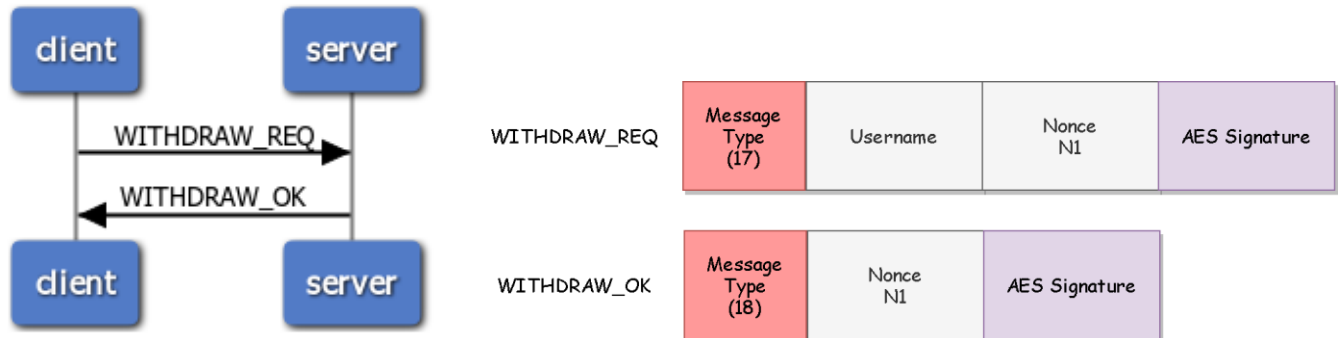 client
server
WITHDRAW_REQ
WITHDRAW_OK
client
server
WITHDRAW_REQ
Message
Type
(17)
Username
Nonce
N1
AES Signature
WITHDRAW_OK
Message
Type
(18)
Nonce
N1
AES Signature